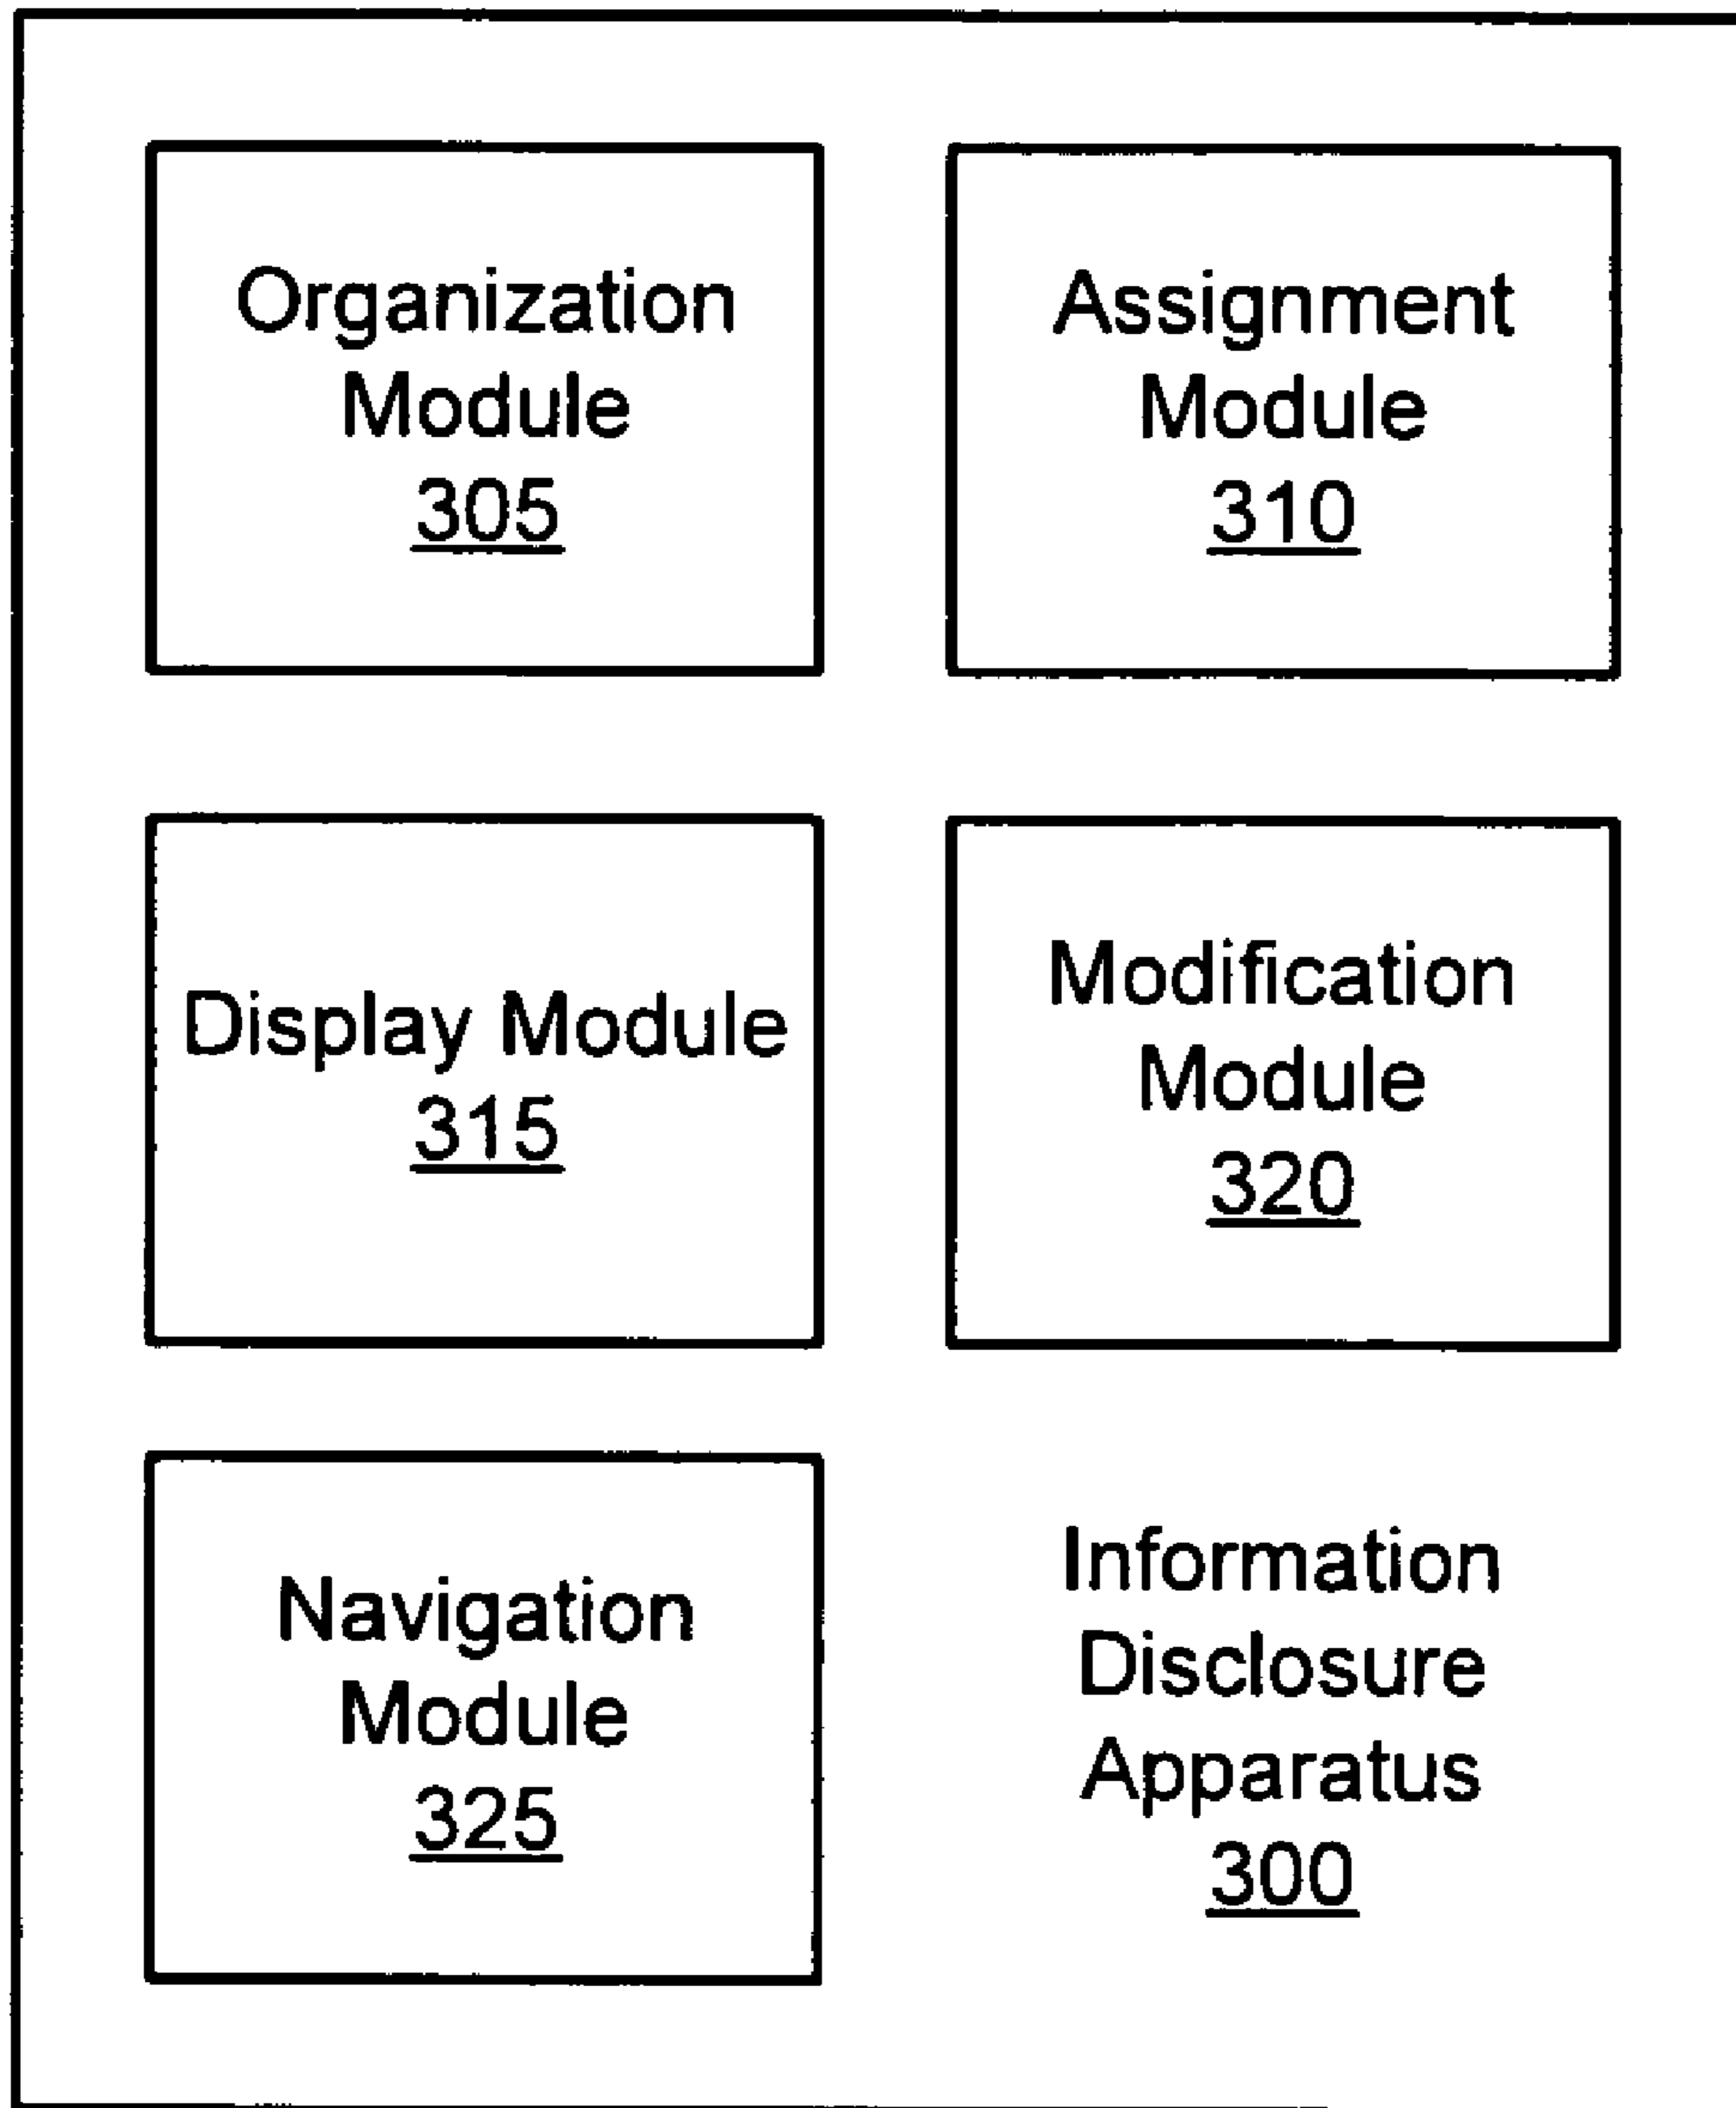 Organization
Module
305
Assignment
Module
310
Display Module
315
Modification
Module
320
Navigation
Module
325
Information
Disclosure
Apparatus
300